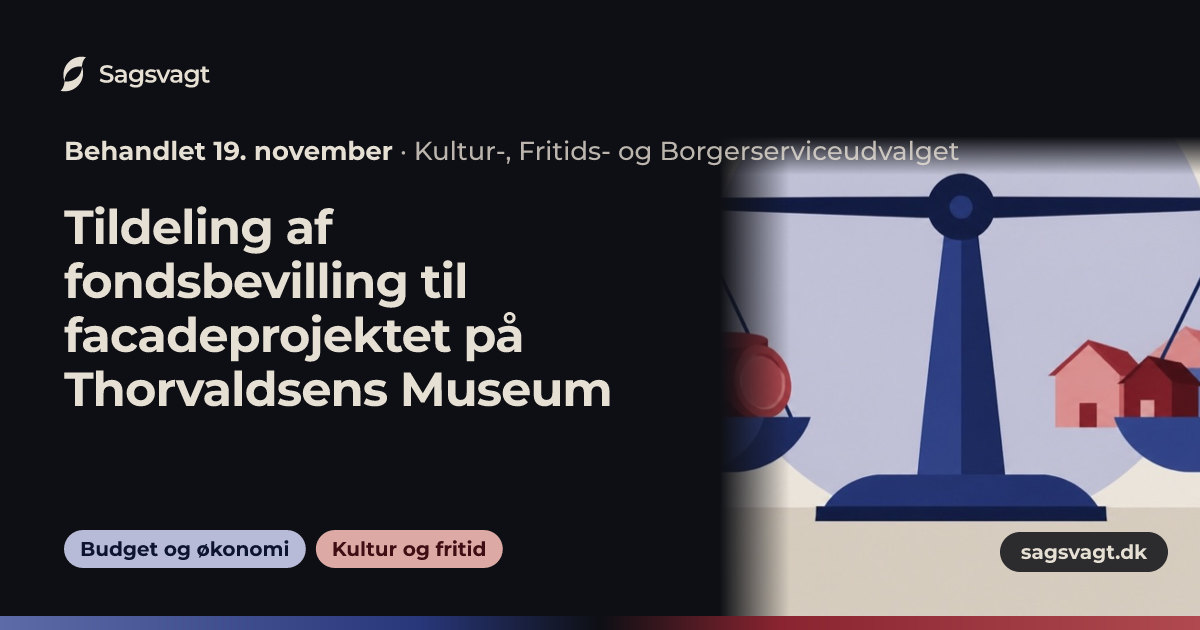 Sagsvagt
Behandlet 19. november · Kultur-, Fritids- og Borgerserviceudvalget
Tildeling af
fondsbevilling til
facadeprojektet på
Thorvaldsens Museum
Budget og økonomi
Kultur og fritid
sagsvagt.dk